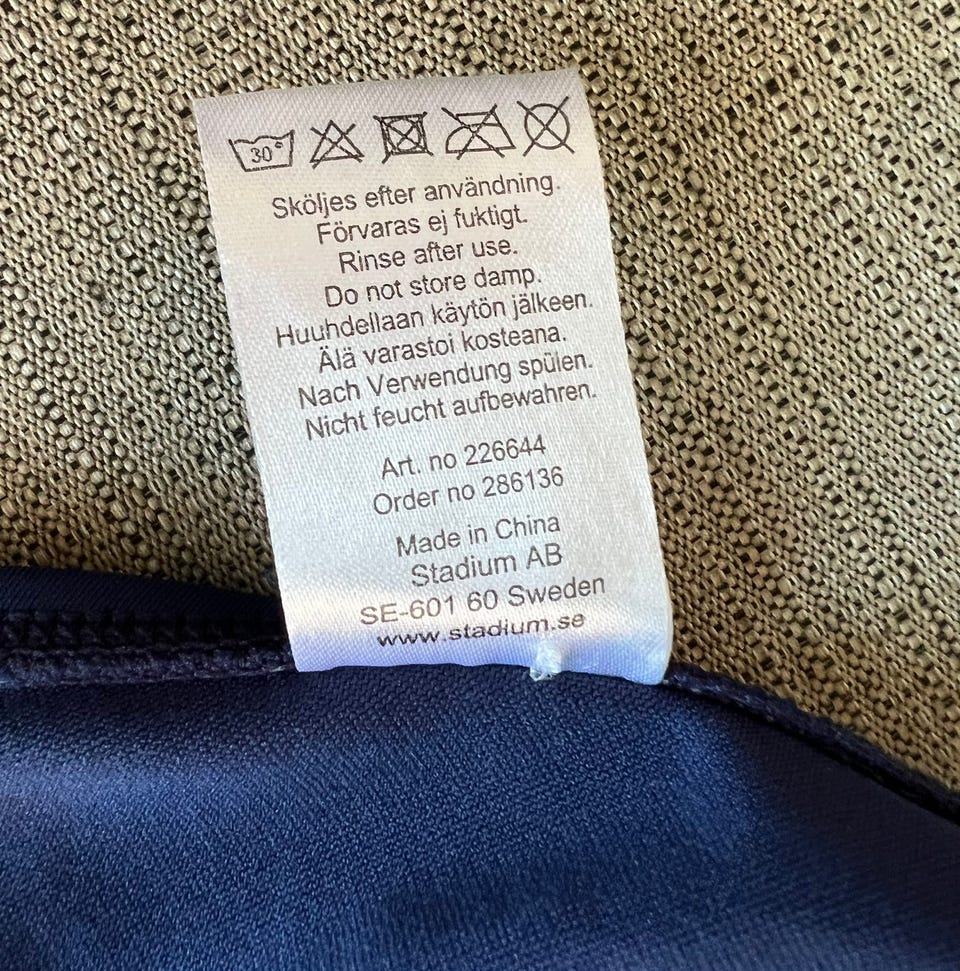 30°
Sköljes efter användning.
Förvaras ej fuktigt.
Rinse after use.
Do not store damp.
Huuhdellaan käytön jälkeen.
Älä varastoi kosteana.
Nach Verwendung spülen.
Nicht feucht aufbewahren.
Art. no 226644
Order no 286136
Made in China
Stadium AB
SE-601 60 Sweden
www.stadium.se